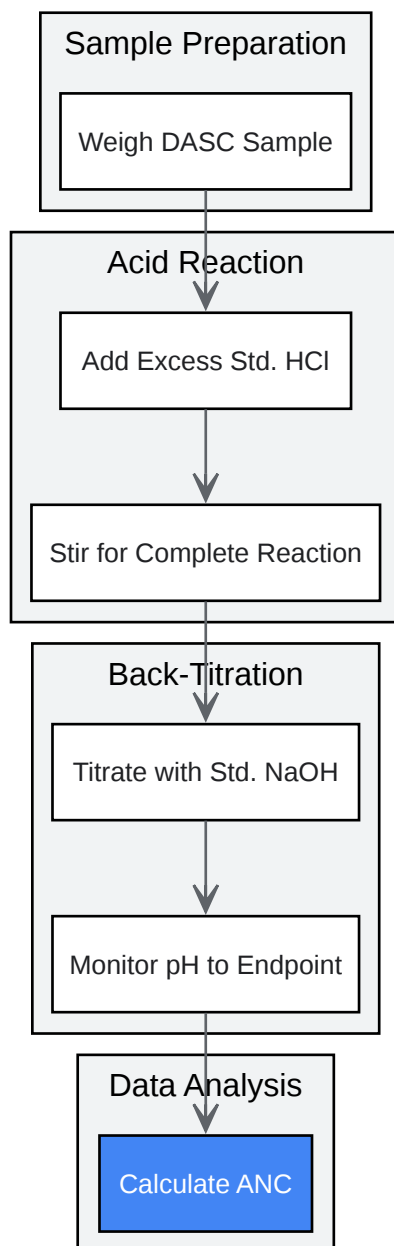 Sample Preparation
Weigh DASC Sample
Acid Reaction
Add Excess Std. HCl
Stir for Complete Reaction
Back-Titration
Titrate with Std. NaOH
Monitor pH to Endpoint
Data Analysis
Calculate ANC